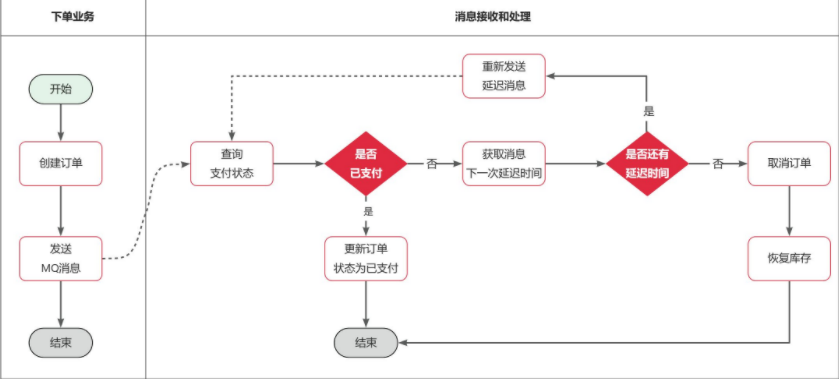 下单业务
消息接收和处理
开始
创建订单
发送
MQ消息
结束
重新发送
延迟消息
是
查询
支付状态
是否
已支付
否
获取消息
下一次延迟时间
是否还有
延迟时间
否
取消订单
是
更新订单
状态为已支付
恢复库存
结束